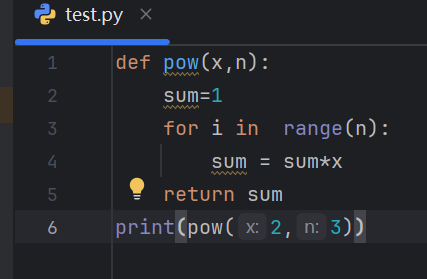 test.py ×
1 def pow(x,n):
2 sum=1
3 for i in  range(n):
4 sum = sum*x
5 return sum
6 print(pow( x: 2, n: 3))